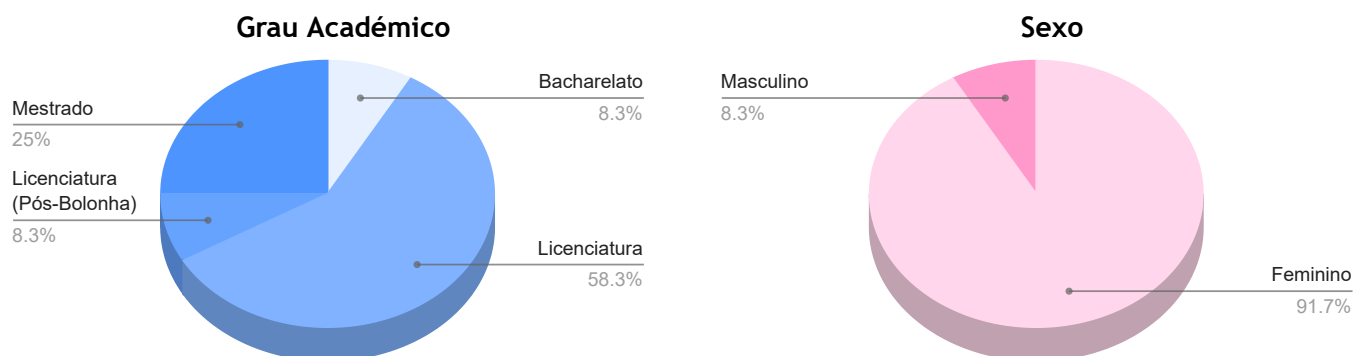 Grau Académico
Bacharelato
8.3%
Mestrado
25%
Licenciatura
(Pós-Bolonha)
8.3%
Licenciatura
58.3%
Sexo
Masculino
8.3%
Feminino
91.7%